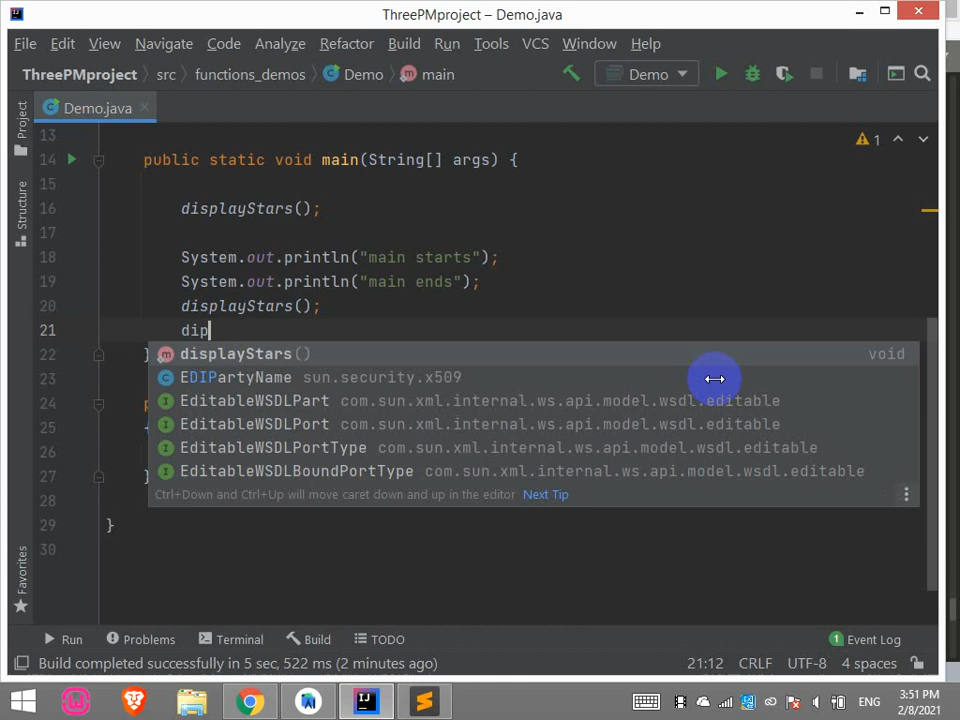 ThreePMproject – Demo.java
File Edit View Navigate Code Analyze Refactor Build Run Tools VCS Window Help
ThreePMproject src functions_demos Demo main Demo
Project
Structure
Favorites
Demo.java
13
14 public static void main(String[] args) { 1
15
16 displayStars();
17
18 System.out.println("main starts");
19 System.out.println("main ends");
20 displayStars();
21 dip
22 }
displayStars() void
23
EDIPartyName sun.security.x509
24 p
EditableWSDLPart com.sun.xml.internal.ws.api.model.wsdl.editable
25 {
EditableWSDLPort com.sun.xml.internal.ws.api.model.wsdl.editable
26
EditableWSDLPortType com.sun.xml.internal.ws.api.model.wsdl.editable
27 }
EditableWSDLBoundPortType com.sun.xml.internal.ws.api.model.wsdl.editable
28
Ctrl+Down and Ctrl+Up will move caret down and up in the editor Next Tip
29 }
30
Run Problems Terminal Build TODO 1 Event Log
Build completed successfully in 5 sec, 522 ms (2 minutes ago) 21:12 CRLF UTF-8 4 spaces
ENG 3:51 PM
2/8/2021